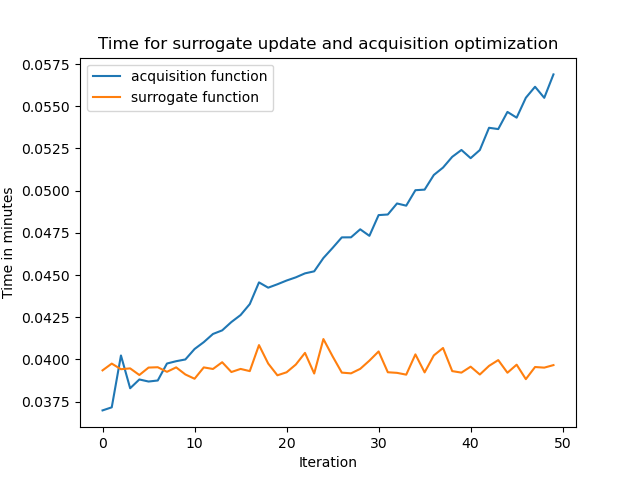 Time for surrogate update and acquisition optimization
acquisition function
surrogate function
0.0575
0.0550
0.0525
0.0500
0.0475
0.0450
0.0425
0.0400
0.0375
Time in minutes
0 10 20 30 40 50
Iteration